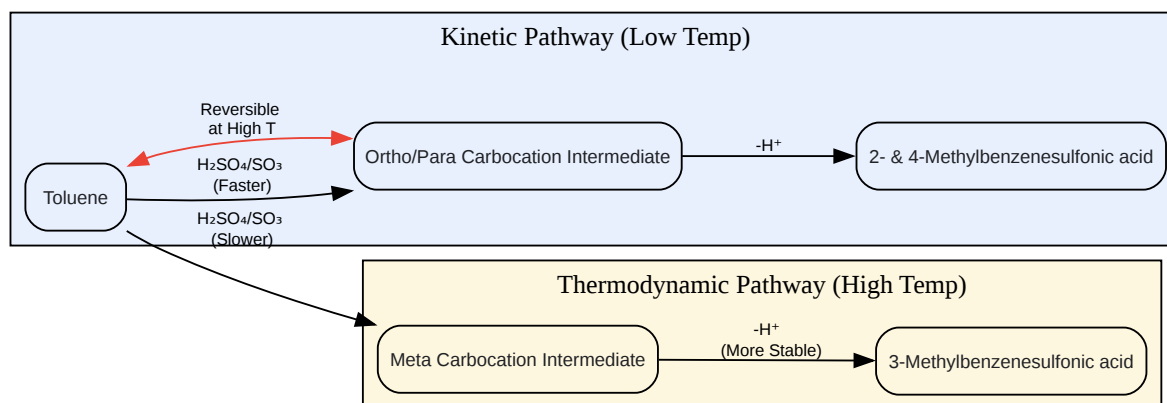 Kinetic Pathway (Low Temp)
Reversible
at High T
H₂SO₄/SO₃
(Faster)
H₂SO₄/SO₃
(Slower)
Toluene
Ortho/Para Carbocation Intermediate
-H⁺
2- & 4-Methylbenzenesulfonic acid
Thermodynamic Pathway (High Temp)
Meta Carbocation Intermediate
-H⁺
(More Stable)
3-Methylbenzenesulfonic acid